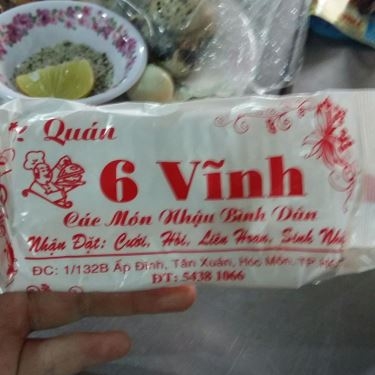 Quán
6 Vĩnh
Các Món Nhậu Bình Dân
Nhận Đặt: Cưới, Hỏi, Liên Hoan, Sinh
ĐC: 1/132B Ấp Đình, Tân Xuân, Hóc Môn,
ĐT: 5438 1066